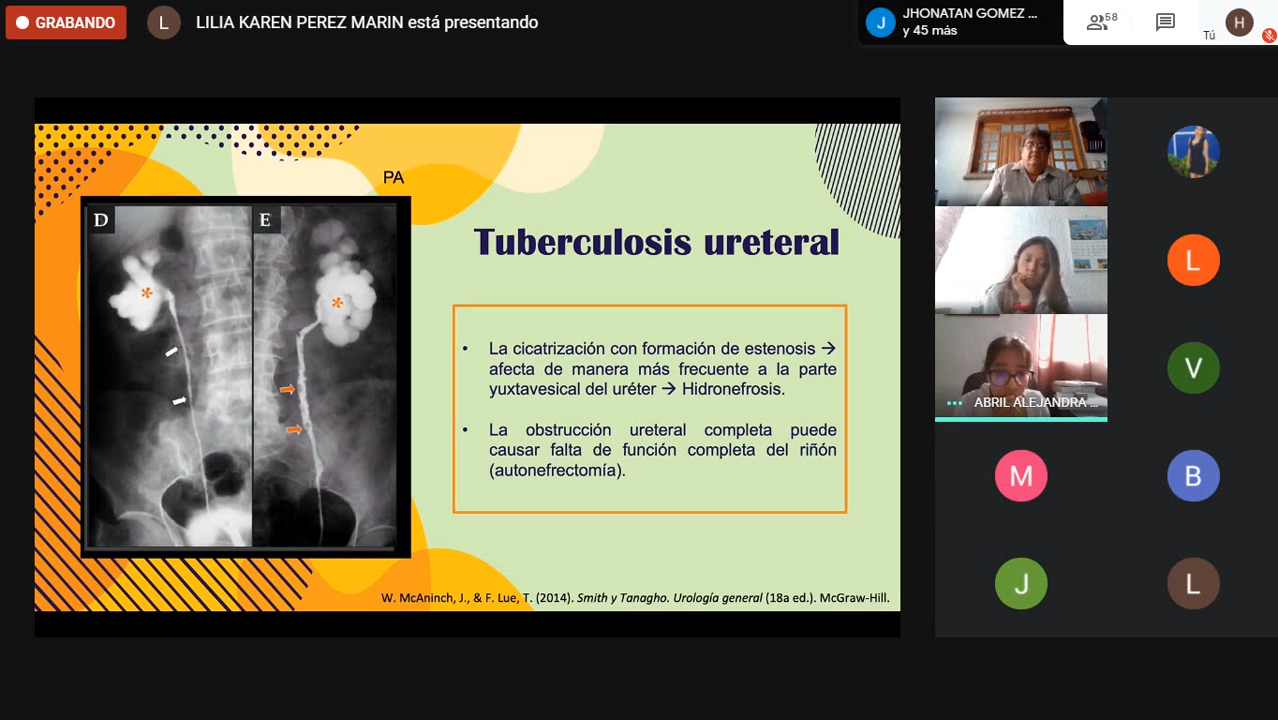 GRABANDO
L
LILIA KAREN PEREZ MARIN está presentando
J
JHONATAN GOMEZ ...
y 45 más
58
Tú
H
PA
D
E
Tuberculosis ureteral
• La cicatrización con formación de estenosis →
afecta de manera más frecuente a la parte
yuxtavesical del uréter → Hidronefrosis.
• La obstrucción ureteral completa puede
causar falta de función completa del riñón
(autonefrectomía).
W. McAninch, J., & F. Lue, T. (2014). Smith y Tanagho. Urología general (18a ed.). McGraw-Hill.
L
V
ABRIL ALEJANDRA ...
M
B
J
L